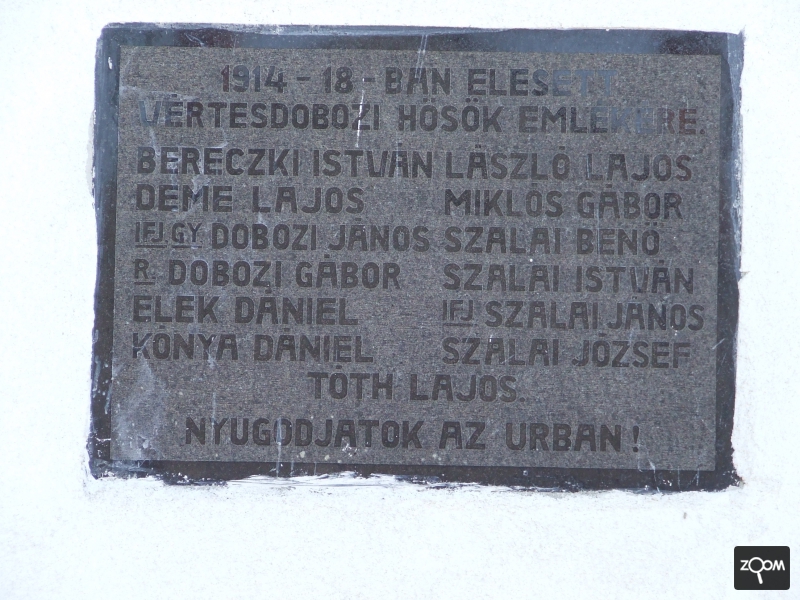 1914 - 18 - BAN ELESETT
VÉRTESDOBOZI HŐSÖK EMLÉKÉRE.
BERECZKI ISTVÁN LÁSZLÓ LAJOS
DEME LAJOS MIKLÓS GÁBOR
IFJ. GY. DOBOZI JÁNOS SZALAI BENŐ
R. DOBOZI GÁBOR SZALAI ISTVÁN
ELEK DÁNIEL IFJ SZALAI JÁNOS
KÓNYA DÁNIEL SZALAI JÓZSEF
TÓTH LAJOS.
NYUGODJATOK AZ URBAN!
ZOOM